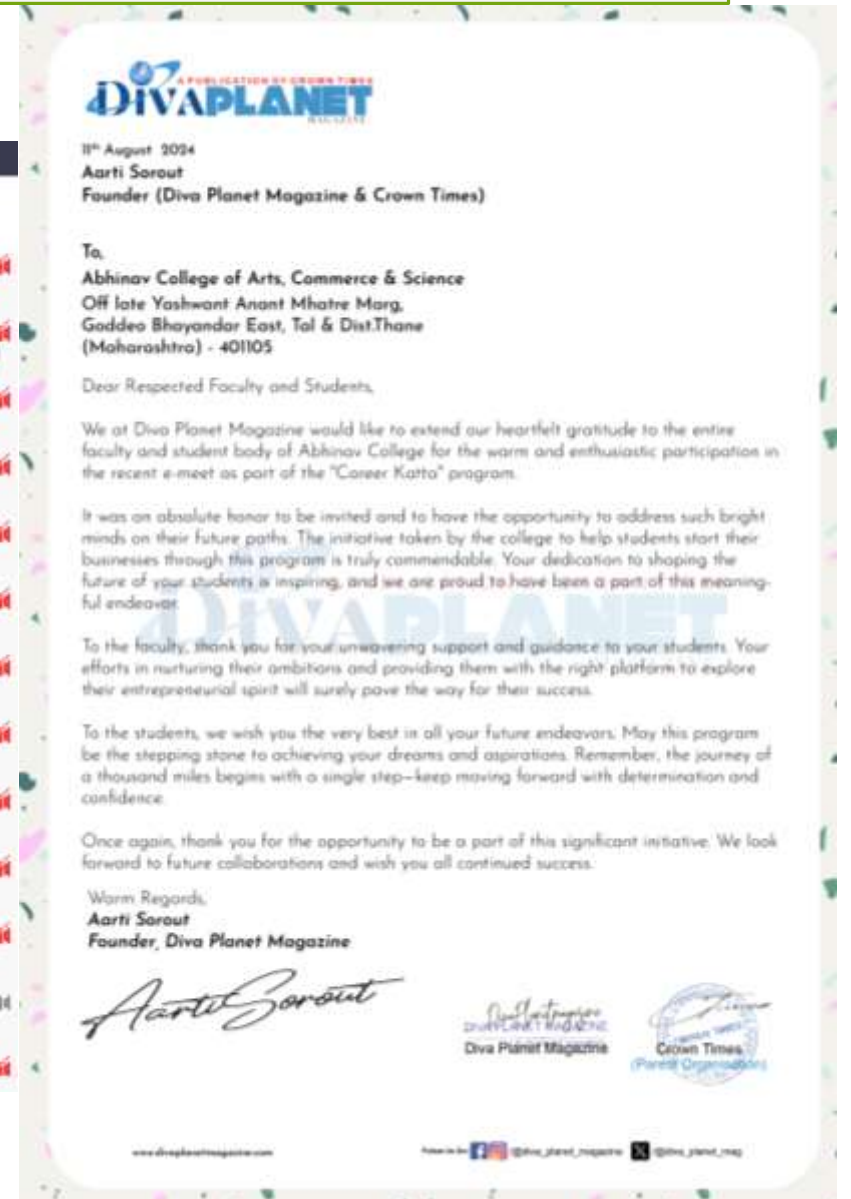 A PUBLICATION BY CROWN TIMES
DIVAPLANET
MAGAZINE
11th August 2024
Aarti Sorout
Founder (Diva Planet Magazine & Crown Times)
To,
Abhinav College of Arts, Commerce & Science
Off late Yashwant Anant Mhatre Marg,
Goddeo Bhayandar East, Tal & Dist.Thane
(Maharashtra) - 401105
Dear Respected Faculty and Students,
We at Diva Planet Magazine would like to extend our heartfelt gratitude to the entire
faculty and student body of Abhinav College for the warm and enthusiastic participation in
the recent e-meet as part of the "Career Katta" program.
It was an absolute honor to be invited and to have the opportunity to address such bright
minds on their future paths. The initiative taken by the college to help students start their
businesses through this program is truly commendable. Your dedication to shaping the
future of your students is inspiring, and we are proud to have been a part of this meaning-
ful endeavor.
DIVAPLANET
To the faculty, thank you for your unwavering support and guidance to your students. Your
efforts in nurturing their ambitions and providing them with the right platform to explore
their entrepreneurial spirit will surely pave the way for their success.
To the students, we wish you the very best in all your future endeavors. May this program
be the stepping stone to achieving your dreams and aspirations. Remember, the journey of
a thousand miles begins with a single step—keep moving forward with determination and
confidence.
Once again, thank you for the opportunity to be a part of this significant initiative. We look
forward to future collaborations and wish you all continued success.
Warm Regards,
Aarti Sorout
Founder, Diva Planet Magazine
Aarti Sorout
DIVA PLANET MAGAZINE
Diva Planet Magazine
Crown Times
(Parent Organisation)
www.divaplanetmagazine.com
@diva_planet_magazine
@diva_planet_mag